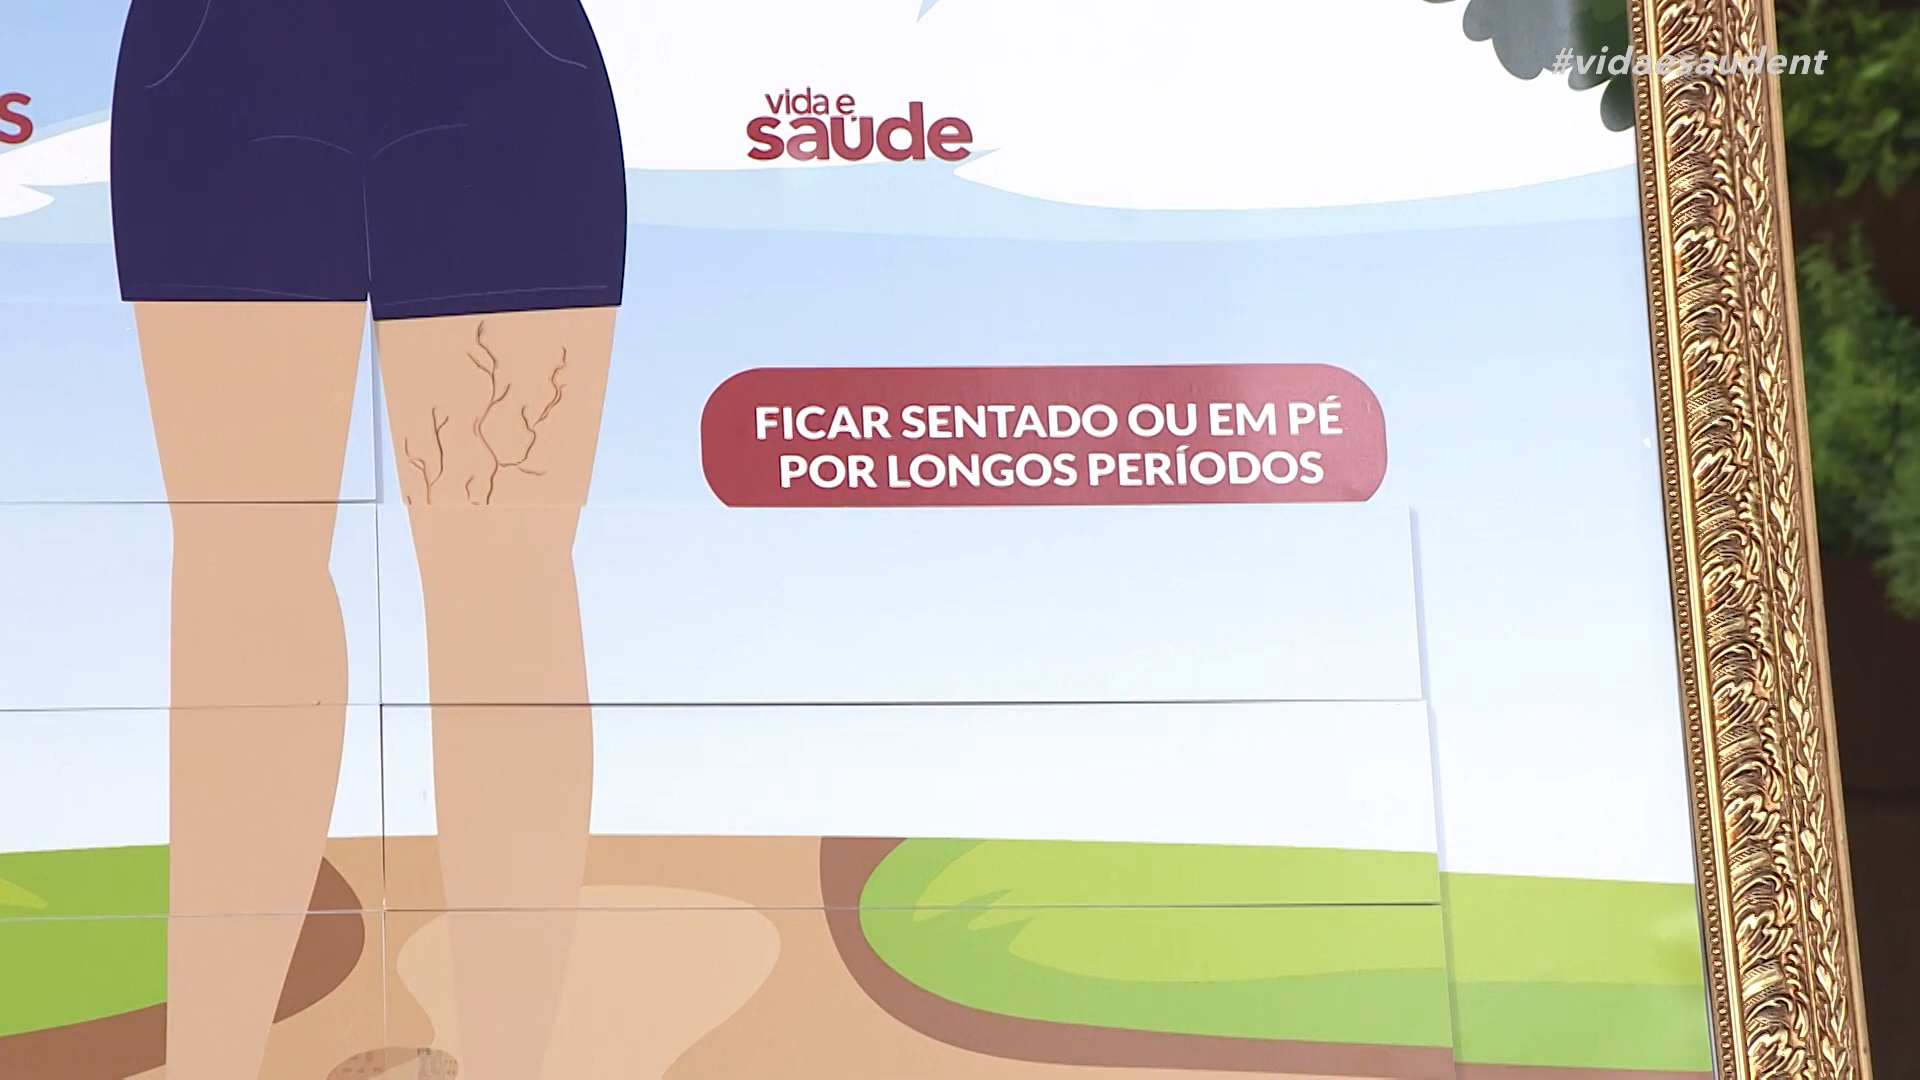 #vidaesaudent
S
vida e
saúde
FICAR SENTADO OU EM PÉ
POR LONGOS PERÍODOS